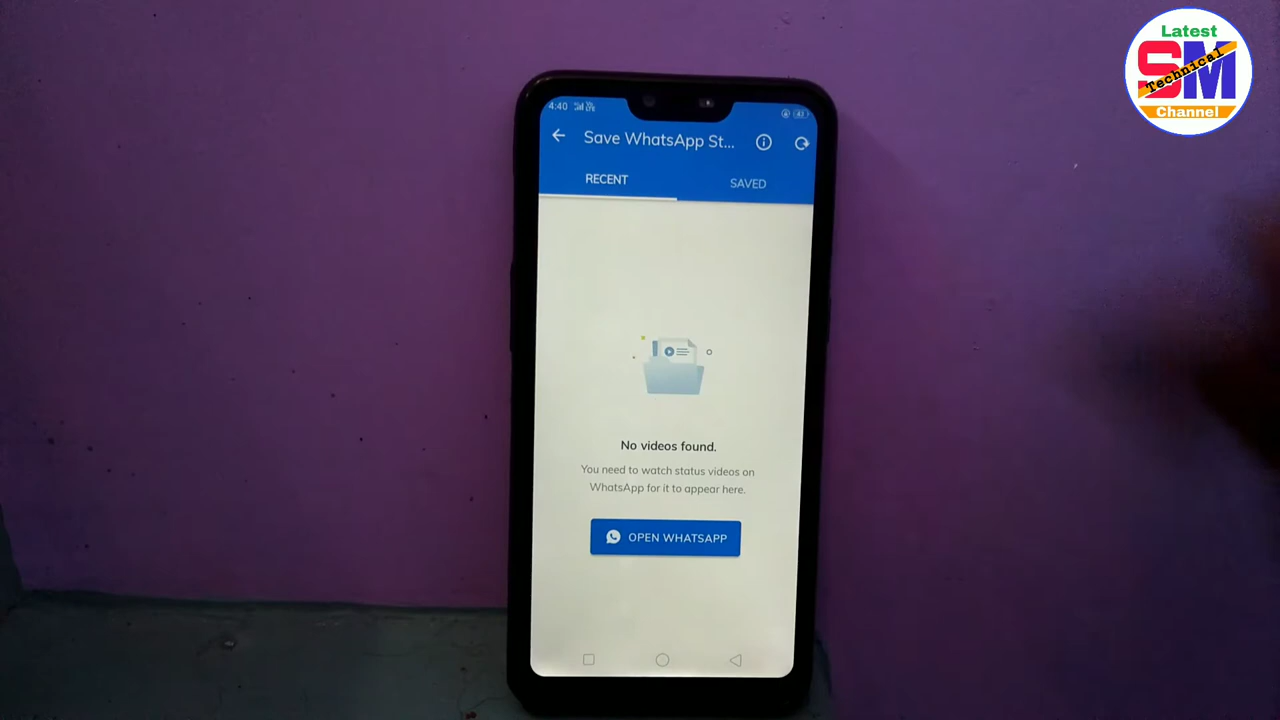 Latest
SM
Technical
Channel
4:40
Save WhatsApp St...
RECENT
SAVED
No videos found.
You need to watch status videos on
WhatsApp for it to appear here.
OPEN WHATSAPP